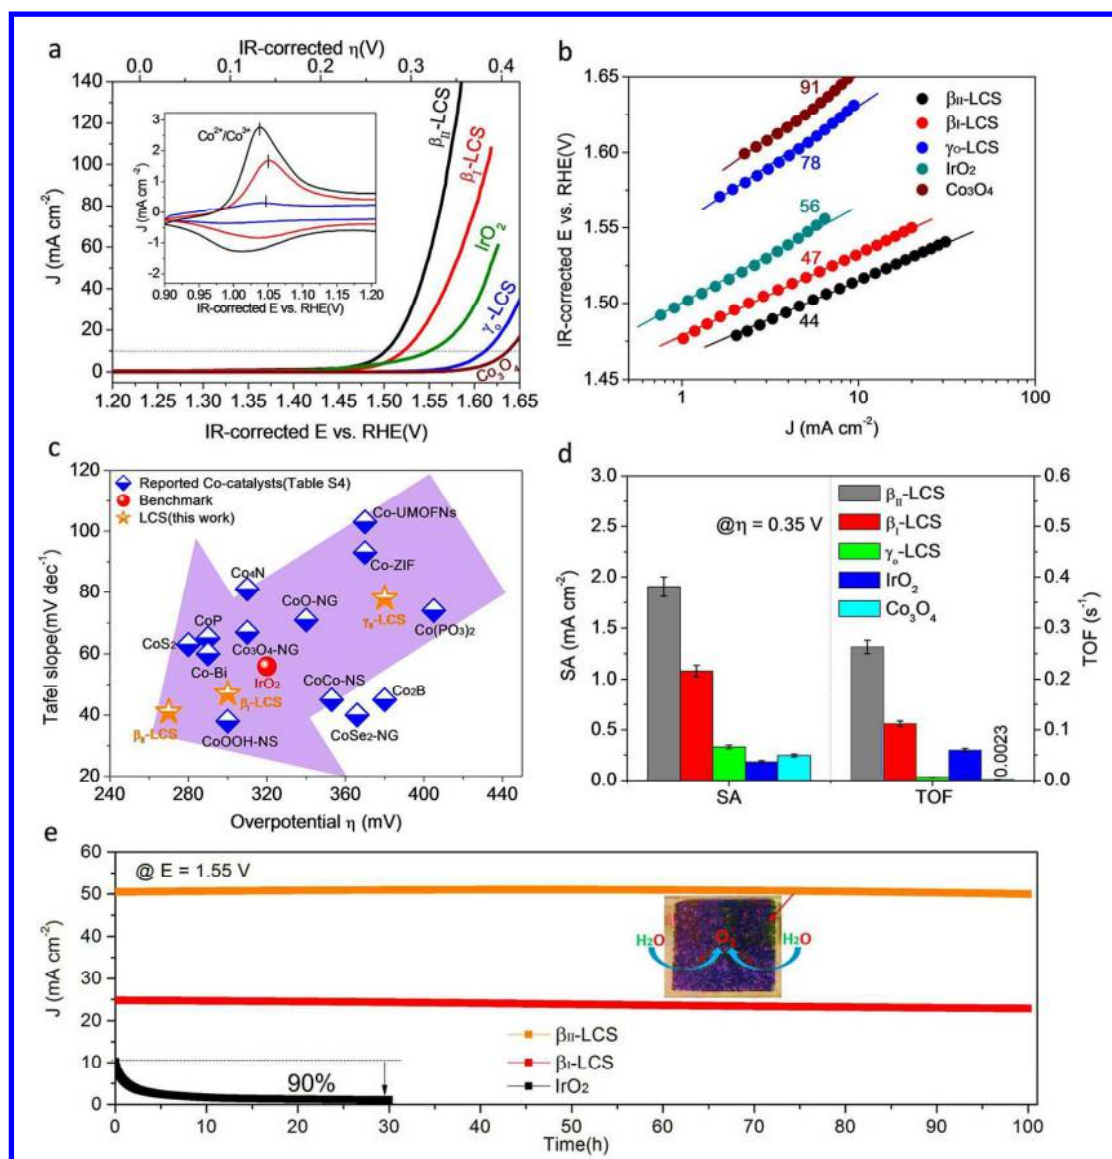 a
IR-corrected η(V)
0.0 0.1 0.2 0.3 0.4
140
120
100
80
60
40
20
0
J (mA cm⁻²)
1.20 1.25 1.30 1.35 1.40 1.45 1.50 1.55 1.60 1.65
IR-corrected E vs. RHE(V)
βII-LCS
βI-LCS
IrO₂
γo-LCS
Co₃O₄
Co²⁺/Co³⁺
3
2
1
0
-1
-2
J (mA cm⁻²)
0.90 0.95 1.00 1.05 1.10 1.15 1.20
IR-corrected E vs. RHE(V)
b
1.65
1.60
1.55
1.50
1.45
IR-corrected E vs. RHE(V)
91
78
56
47
44
βII-LCS
βI-LCS
γo-LCS
IrO₂
Co₃O₄
1 10 100
J (mA cm⁻²)
c
120
100
80
60
40
20
Tafel slope(mV dec⁻¹)
Reported Co-catalysts(Table S4)
Benchmark
LCS(this work)
Co-UMOFNs
Co-ZIF
Co₄N
CoO-NG
γo-LCS
Co(PO₃)₂
CoP
CoS₂
Co₃O₄-NG
Co-Bi
IrO₂
CoCo-NS
Co₂B
βI-LCS
βII-LCS
CoOOH-NS
CoSe₂-NG
240 280 320 360 400 440
Overpotential η (mV)
d
3.0
2.5
2.0
1.5
1.0
0.5
0.0
SA (mA cm⁻²)
@η = 0.35 V
βII-LCS
βI-LCS
γo-LCS
IrO₂
Co₃O₄
0.0023
0.6
0.5
0.4
0.3
0.2
0.1
0.0
TOF (s⁻¹)
SA TOF
e
60
50
40
30
20
10
0
J (mA cm⁻²)
@ E = 1.55 V
H₂O H₂O
βII-LCS
βI-LCS
IrO₂
90%
0 10 20 30 40 50 60 70 80 90 100
Time(h)